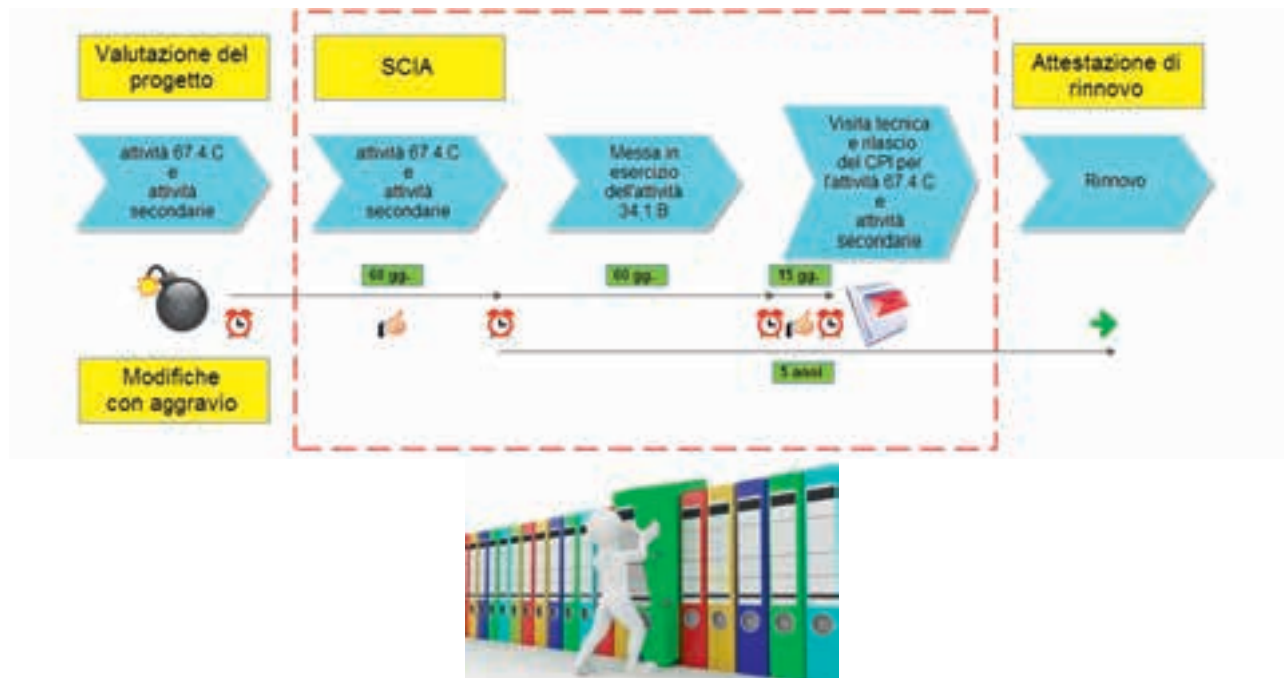 Valutazione del
progetto
SCIA
Attestazione di
rinnovo
attività 67.4.C
e
attività
secondarie
attività 67.4.C
e
attività
secondarie
Messa in
esercizio
dell'attività
34.1 B
Visita tecnica
e rilascio
del CPI per
l'attività 67.4.C
e
attività
secondarie
Rinnovo
60 gg.
60 gg.
15 gg.
5 anni
Modifiche
con aggravio